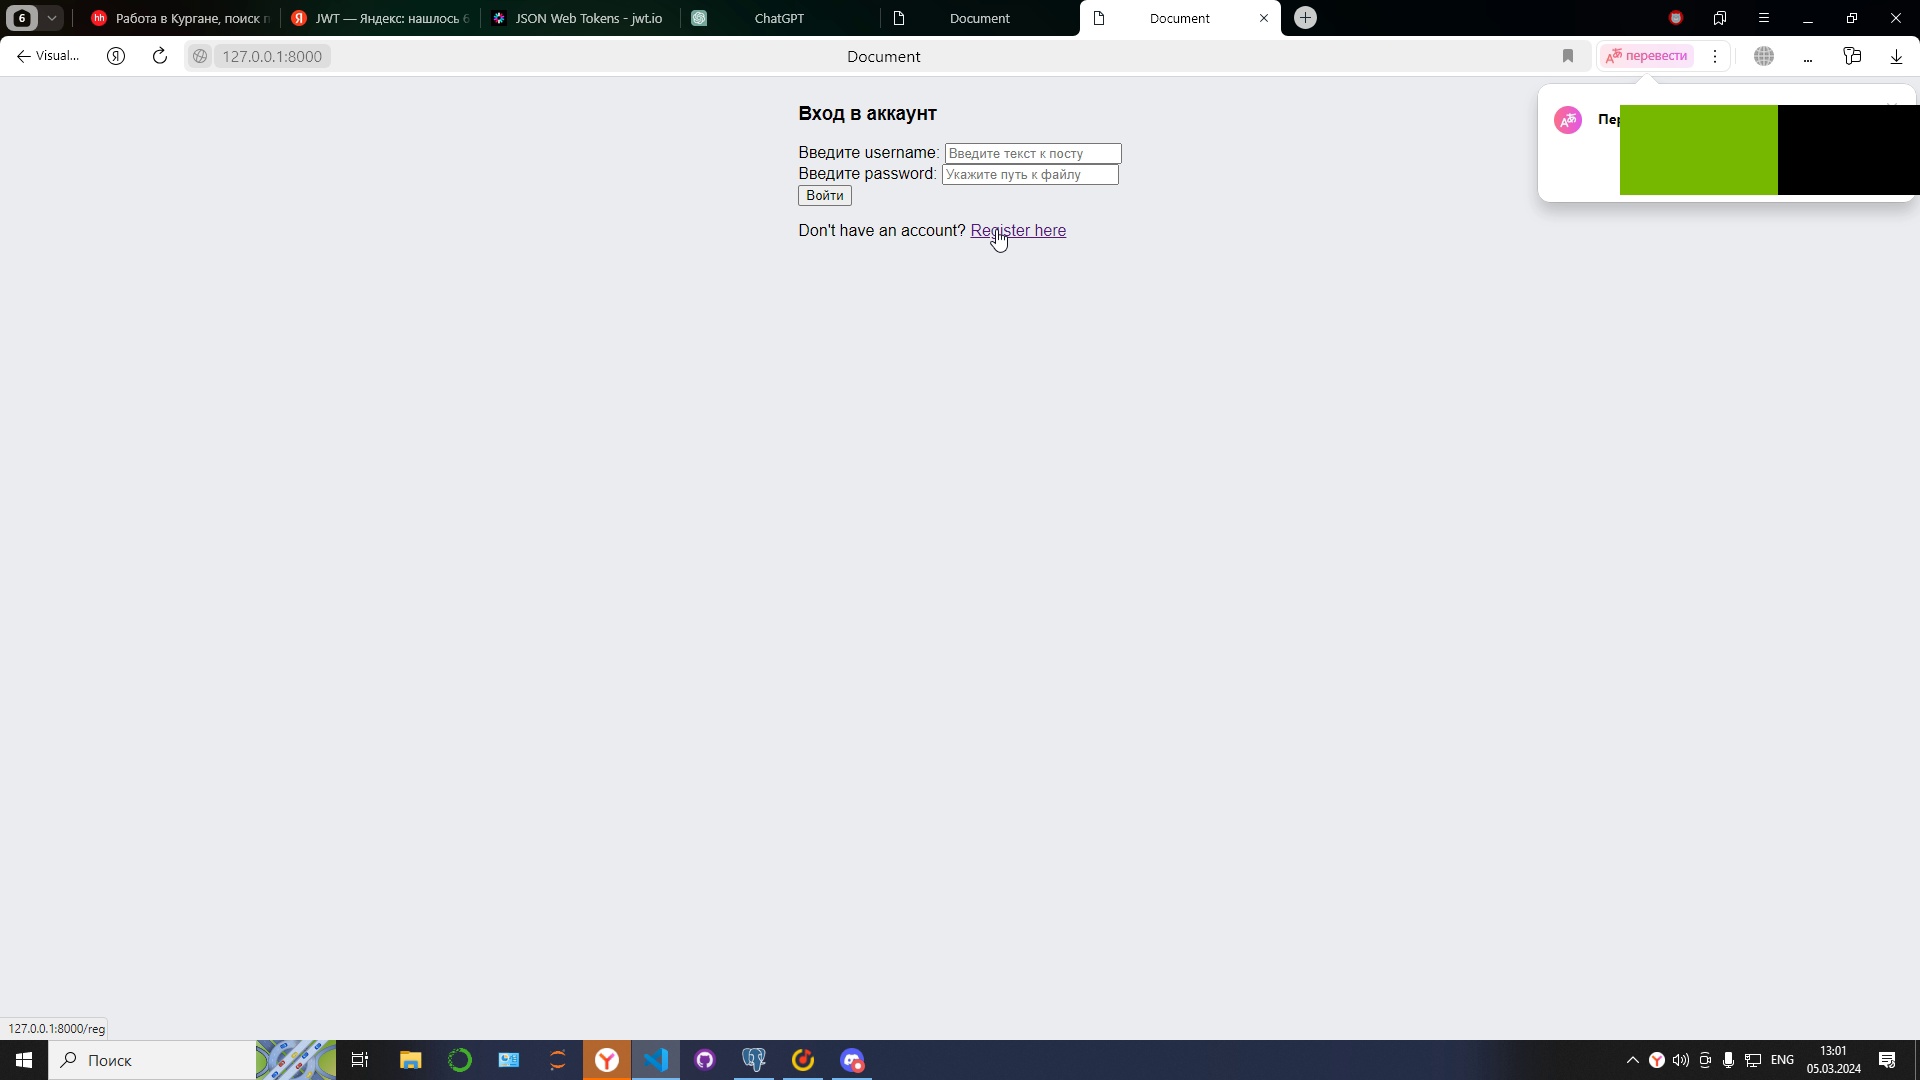 6
Работа в Кургане, поиск
JWT — Яндекс: нашлось 6
JSON Web Tokens - jwt.io
ChatGPT
Document
Document
Visual...
127.0.0.1:8000
Document
перевести
Вход в аккаунт
Введите username: Введите текст к посту
Введите password: Укажите путь к файлу
Войти
Don't have an account? Register here
127.0.0.1:8000/reg
Поиск
ENG
13:01
05.03.2024